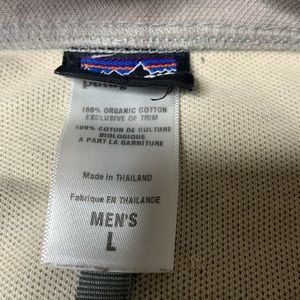 100% ORGANIC COTTON
EXCLUSIVE OF TRIM
100% COTON DE CULTURE
BIOLOGIQUE
A PART LA GARNITURE
Made in THAILAND
Fabrique EN THAILANDE
MEN'S
L